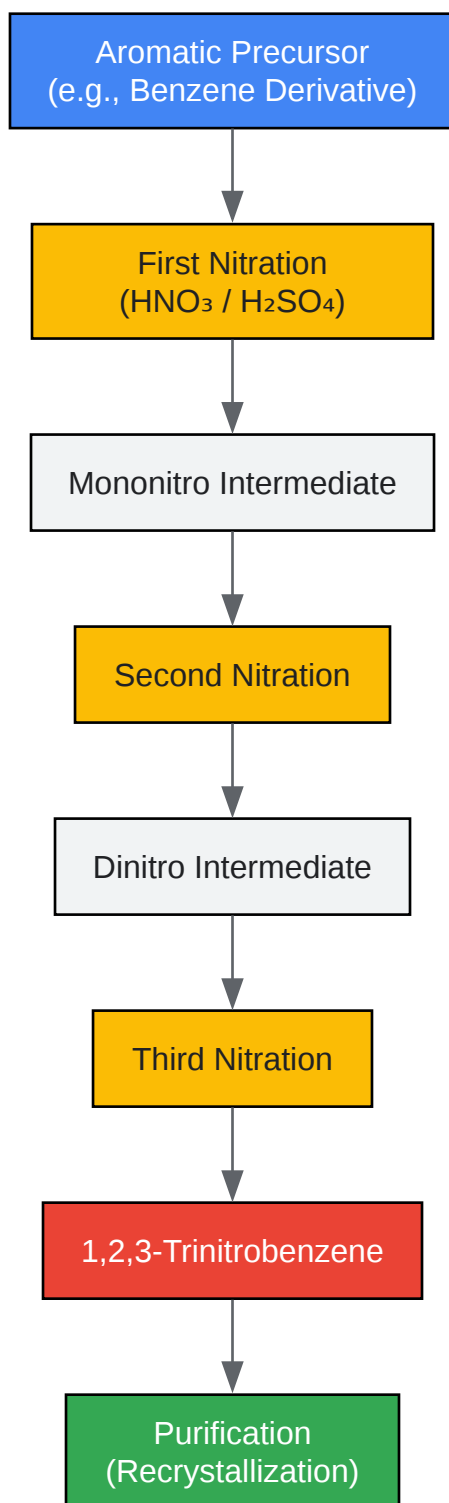 Aromatic Precursor
(e.g., Benzene Derivative)
First Nitration
(HNO₃ / H₂SO₄)
Mononitro Intermediate
Second Nitration
Dinitro Intermediate
Third Nitration
1,2,3-Trinitrobenzene
Purification
(Recrystallization)